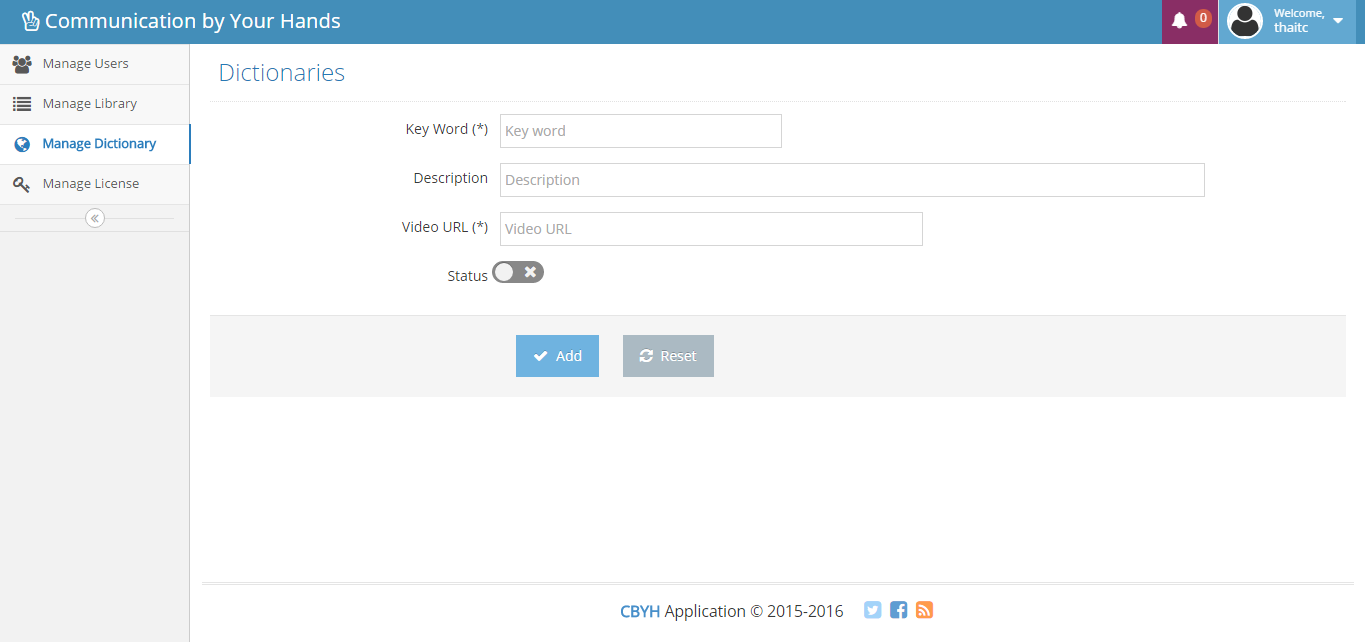 Communication by Your Hands
0
Welcome,
thaitc
Manage Users
Manage Library
Manage Dictionary
Manage License
Dictionaries
Key Word (*) Key word
Description Description
Video URL (*) Video URL
Status
Add Reset
CBYH Application © 2015-2016